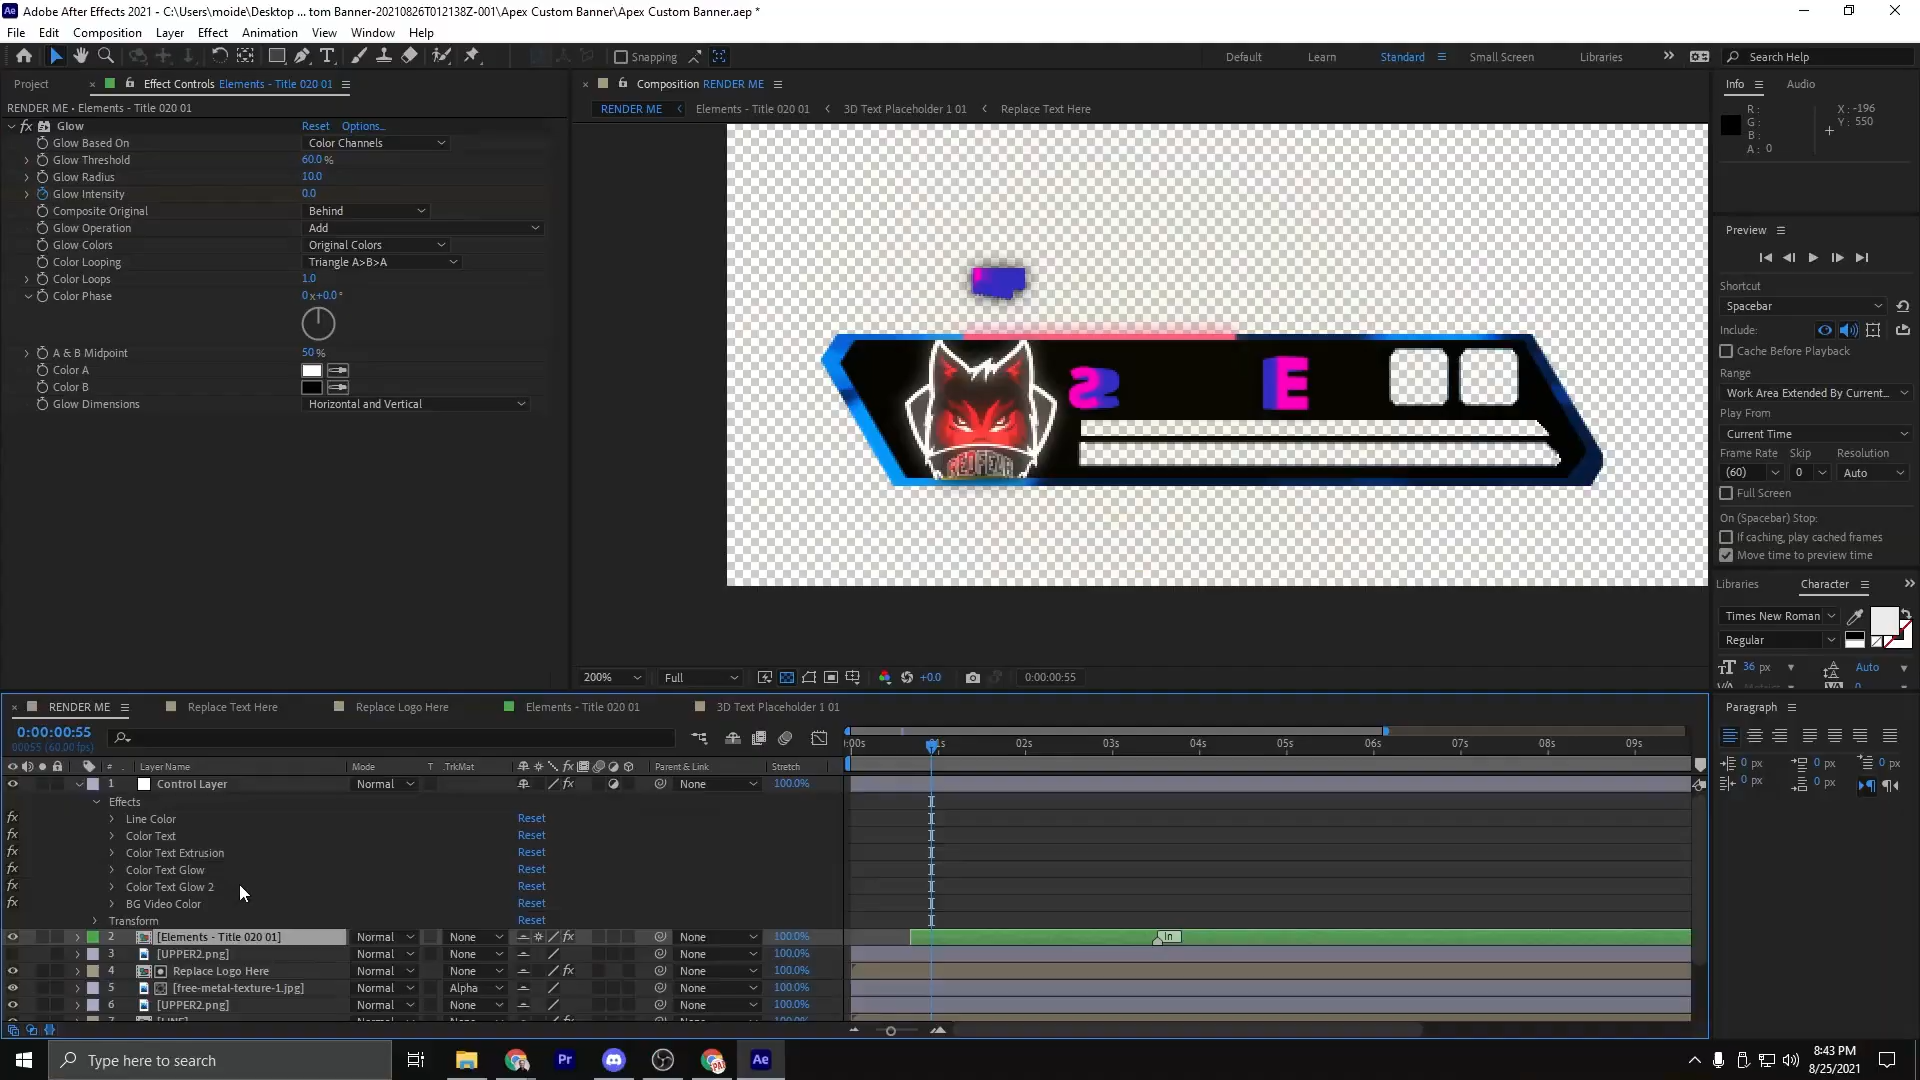 Adobe After Effects 2021 - C:\Users\moide\Desktop ... tom Banner-20210826T012138Z-001\Apex Custom Banner\Apex Custom Banner.aep *
File Edit Composition Layer Effect Animation View Window Help
Snapping Default Learn Standard Small Screen Libraries Search Help
Project Effect Controls Elements - Title 020 01 Composition RENDER ME Info Audio
RENDER ME • Elements - Title 020 01
RENDER ME Elements - Title 020 01 3D Text Placeholder 1 01 Replace Text Here
Glow Reset Options...
Glow Based On Color Channels
Glow Threshold 60.0 %
Glow Radius 10.0
Glow Intensity 0.0
Composite Original Behind
Glow Operation Add
Glow Colors Original Colors
Color Looping Triangle A>B>A
Color Loops 1.0
Color Phase 0 x+0.0 °
A & B Midpoint 50 %
Color A
Color B
Glow Dimensions Horizontal and Vertical
S E
REDFEZR
200% Full +0.0 0:00:00:55
R: X: -196
G: Y: 550
B:
A: 0
Preview
Shortcut
Spacebar
Include:
Cache Before Playback
Range
Work Area Extended By Current...
Play From
Current Time
Frame Rate Skip Resolution
(60) 0 Auto
Full Screen
On (Spacebar) Stop:
If caching, play cached frames
Move time to preview time
Libraries Character
Times New Roman
Regular
36 px Auto
Paragraph
0 px 0 px 0 px
0 px 0 px
RENDER ME Replace Text Here Replace Logo Here Elements - Title 020 01 3D Text Placeholder 1 01
0:00:00:55
00055 (60.00 fps)
:00s 01s 02s 03s 04s 05s 06s 07s 08s 09s
# Layer Name Mode T .TrkMat Parent & Link Stretch
1 Control Layer Normal None 100.0%
Effects
Line Color Reset
Color Text Reset
Color Text Extrusion Reset
Color Text Glow Reset
Color Text Glow 2 Reset
BG Video Color Reset
Transform Reset
2 [Elements - Title 020 01] Normal None None 100.0% In
3 [UPPER2.png] Normal None None 100.0%
4 Replace Logo Here Normal None None 100.0%
5 [free-metal-texture-1.jpg] Normal Alpha None 100.0%
6 [UPPER2.png] Normal None None 100.0%
Type here to search
Pr Ae
8:43 PM
8/25/2021